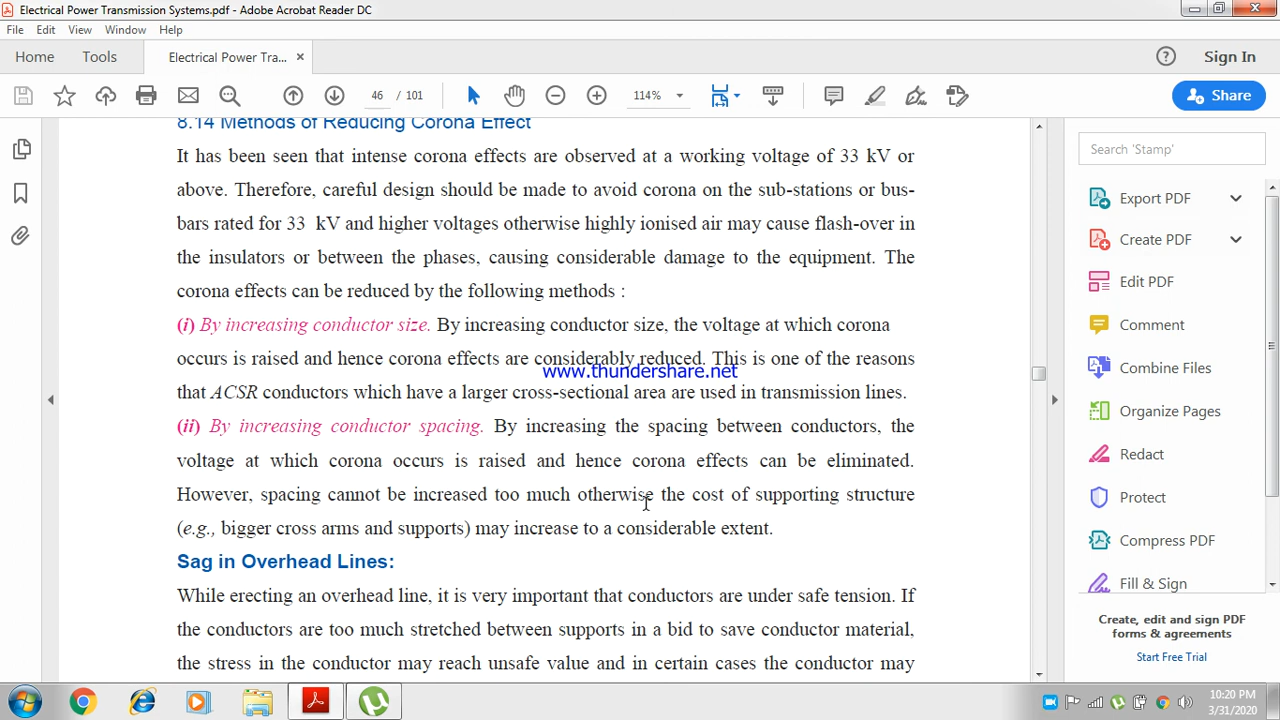 Electrical Power Transmission Systems.pdf - Adobe Acrobat Reader DC
File Edit View Window Help
Home Tools Electrical Power Tra... × Sign In
46 / 101 114% Share
8.14 Methods of Reducing Corona Effect
It has been seen that intense corona effects are observed at a working voltage of 33 kV or
above. Therefore, careful design should be made to avoid corona on the sub-stations or bus-
bars rated for 33 kV and higher voltages otherwise highly ionised air may cause flash-over in
the insulators or between the phases, causing considerable damage to the equipment. The
corona effects can be reduced by the following methods :
(i) By increasing conductor size. By increasing conductor size, the voltage at which corona
occurs is raised and hence corona effects are considerably reduced. This is one of the reasons
www.thundershare.net
that ACSR conductors which have a larger cross-sectional area are used in transmission lines.
(ii) By increasing conductor spacing. By increasing the spacing between conductors, the
voltage at which corona occurs is raised and hence corona effects can be eliminated.
However, spacing cannot be increased too much otherwise the cost of supporting structure
(e.g., bigger cross arms and supports) may increase to a considerable extent.
Sag in Overhead Lines:
While erecting an overhead line, it is very important that conductors are under safe tension. If
the conductors are too much stretched between supports in a bid to save conductor material,
the stress in the conductor may reach unsafe value and in certain cases the conductor may
Search 'Stamp'
Export PDF
Create PDF
Edit PDF
Comment
Combine Files
Organize Pages
Redact
Protect
Compress PDF
Fill & Sign
Create, edit and sign PDF
forms & agreements
Start Free Trial
10:20 PM
3/31/2020